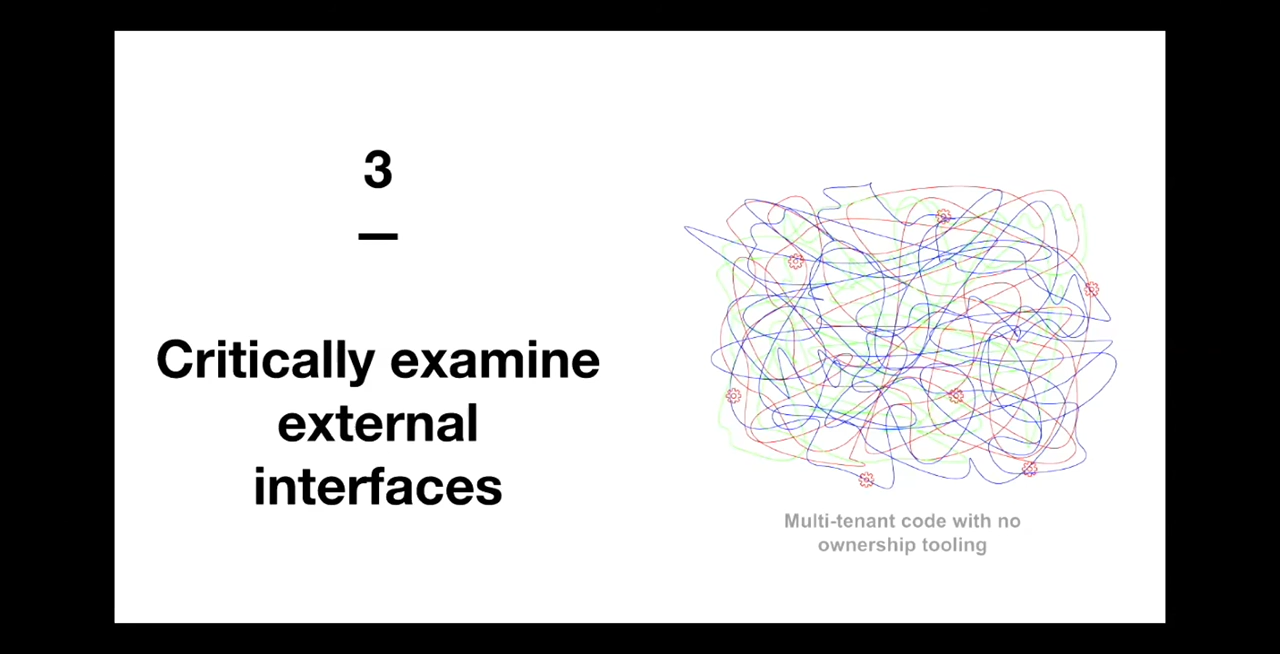 3
Critically examine
external
interfaces
Multi-tenant code with no
ownership tooling